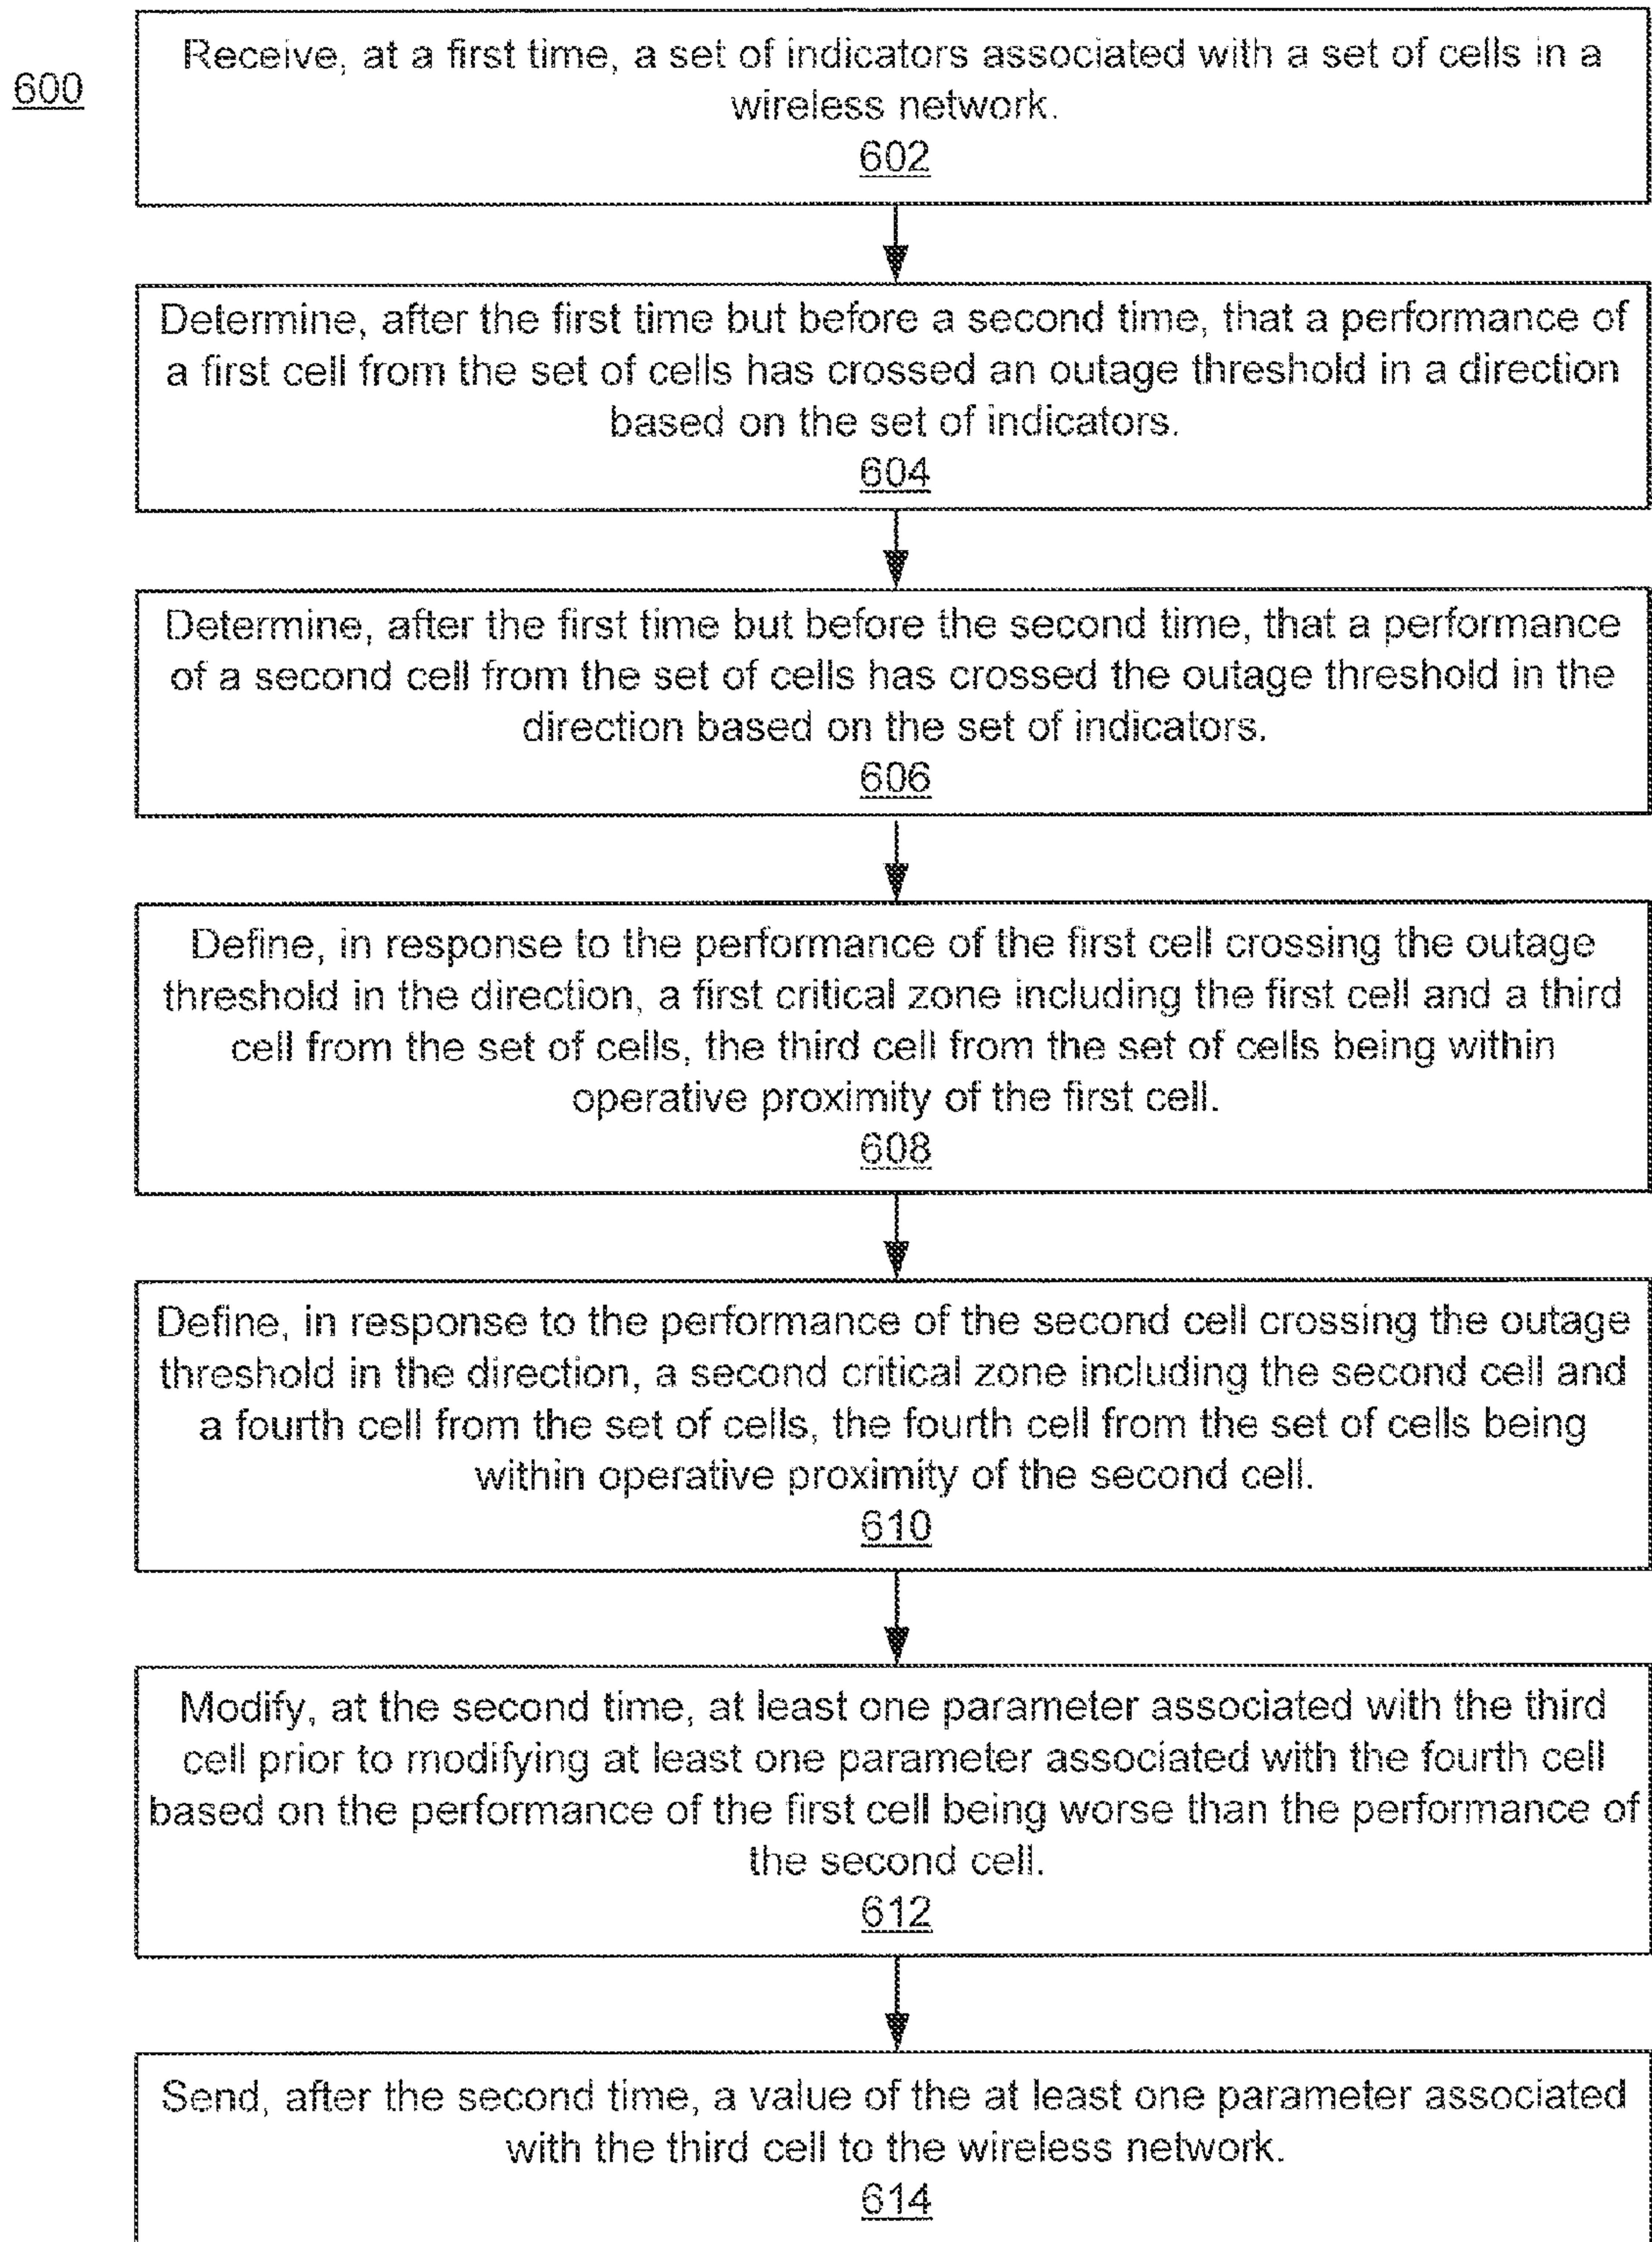 600
Receive, at a first time, a set of indicators associated with a set of cells in a
wireless network.
602
Determine, after the first time but before a second time, that a performance of
a first cell from the set of cells has crossed an outage threshold in a direction
based on the set of indicators.
604
Determine, after the first time but before the second time, that a performance
of a second cell from the set of cells has crossed the outage threshold in the
direction based on the set of indicators.
606
Define, in response to the performance of the first cell crossing the outage
threshold in the direction, a first critical zone including the first cell and a third
cell from the set of cells, the third cell from the set of cells being within
operative proximity of the first cell.
608
Define, in response to the performance of the second cell crossing the outage
threshold in the direction, a second critical zone including the second cell and
a fourth cell from the set of cells, the fourth cell from the set of cells being
within operative proximity of the second cell.
610
Modify, at the second time, at least one parameter associated with the third
cell prior to modifying at least one parameter associated with the fourth cell
based on the performance of the first cell being worse than the performance of
the second cell.
612
Send, after the second time, a value of the at least one parameter associated
with the third cell to the wireless network.
614